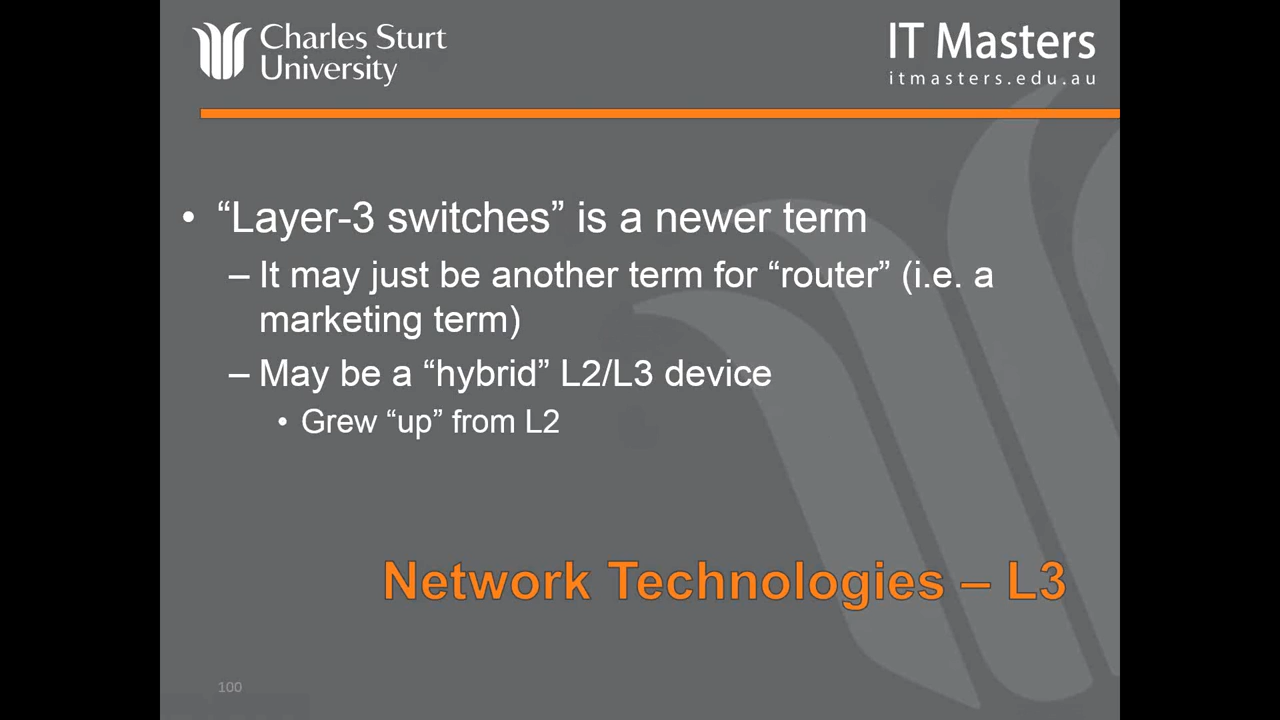 Charles Sturt
University
IT Masters
itmasters.edu.au
• “Layer-3 switches” is a newer term
– It may just be another term for “router” (i.e. a
marketing term)
– May be a “hybrid” L2/L3 device
• Grew “up” from L2
Network Technologies – L3
100